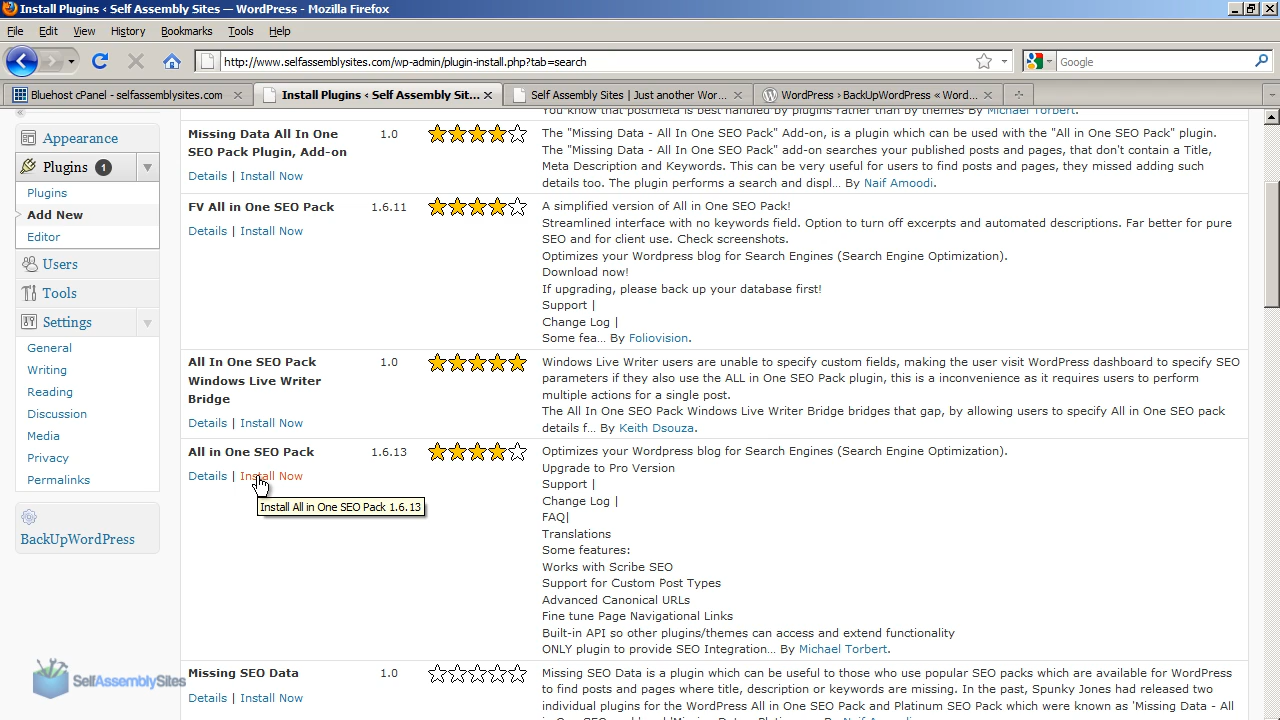 Install Plugins ‹ Self Assembly Sites — WordPress - Mozilla Firefox
File Edit View History Bookmarks Tools Help
http://www.selfassemblysites.com/wp-admin/plugin-install.php?tab=search
Google
Bluehost cPanel - selfassemblysites.com
Install Plugins ‹ Self Assembly Sit...
Self Assembly Sites | Just another Wor...
WordPress › BackUpWordPress « Word...
Appearance
Plugins 1
Plugins
Add New
Editor
Users
Tools
Settings
General
Writing
Reading
Discussion
Media
Privacy
Permalinks
BackUpWordPress
You know that postmeta is best handled by plugins rather than by themes By Michael Torbert.
Missing Data All In One
SEO Pack Plugin, Add-on
1.0
Details | Install Now
The "Missing Data - All In One SEO Pack" Add-on, is a plugin which can be used with the "All in One SEO Pack" plugin.
The "Missing Data - All In One SEO Pack" add-on searches your published posts and pages, that don't contain a Title,
Meta Description and Keywords. This can be very useful for users to find posts and pages, they missed adding such
details too. The plugin performs a search and displ... By Naif Amoodi.
FV All in One SEO Pack
1.6.11
Details | Install Now
A simplified version of All in One SEO Pack!
Streamlined interface with no keywords field. Option to turn off excerpts and automated descriptions. Far better for pure
SEO and for client use. Check screenshots.
Optimizes your Wordpress blog for Search Engines (Search Engine Optimization).
Download now!
If upgrading, please back up your database first!
Support |
Change Log |
Some fea... By Foliovision.
All In One SEO Pack
Windows Live Writer
Bridge
1.0
Details | Install Now
Windows Live Writer users are unable to specify custom fields, making the user visit WordPress dashboard to specify SEO
parameters if they also use the ALL in One SEO Pack plugin, this is a inconvenience as it requires users to perform
multiple actions for a single post.
The All In One SEO Pack Windows Live Writer Bridge bridges that gap, by allowing users to specify All in One SEO pack
details f... By Keith Dsouza.
All in One SEO Pack
1.6.13
Details | Install Now
Install All in One SEO Pack 1.6.13
Optimizes your Wordpress blog for Search Engines (Search Engine Optimization).
Upgrade to Pro Version
Support |
Change Log |
FAQ|
Translations
Some features:
Works with Scribe SEO
Support for Custom Post Types
Advanced Canonical URLs
Fine tune Page Navigational Links
Built-in API so other plugins/themes can access and extend functionality
ONLY plugin to provide SEO Integration... By Michael Torbert.
Missing SEO Data
1.0
Details | Install Now
Missing SEO Data is a plugin which can be useful to those who use popular SEO packs which are available for WordPress
to find posts and pages where title, description or keywords are missing. In the past, Spunky Jones had released two
individual plugins for the WordPress All in One SEO Pack and Platinum SEO Pack which were known as 'Missing Data - All
SelfAssemblySites